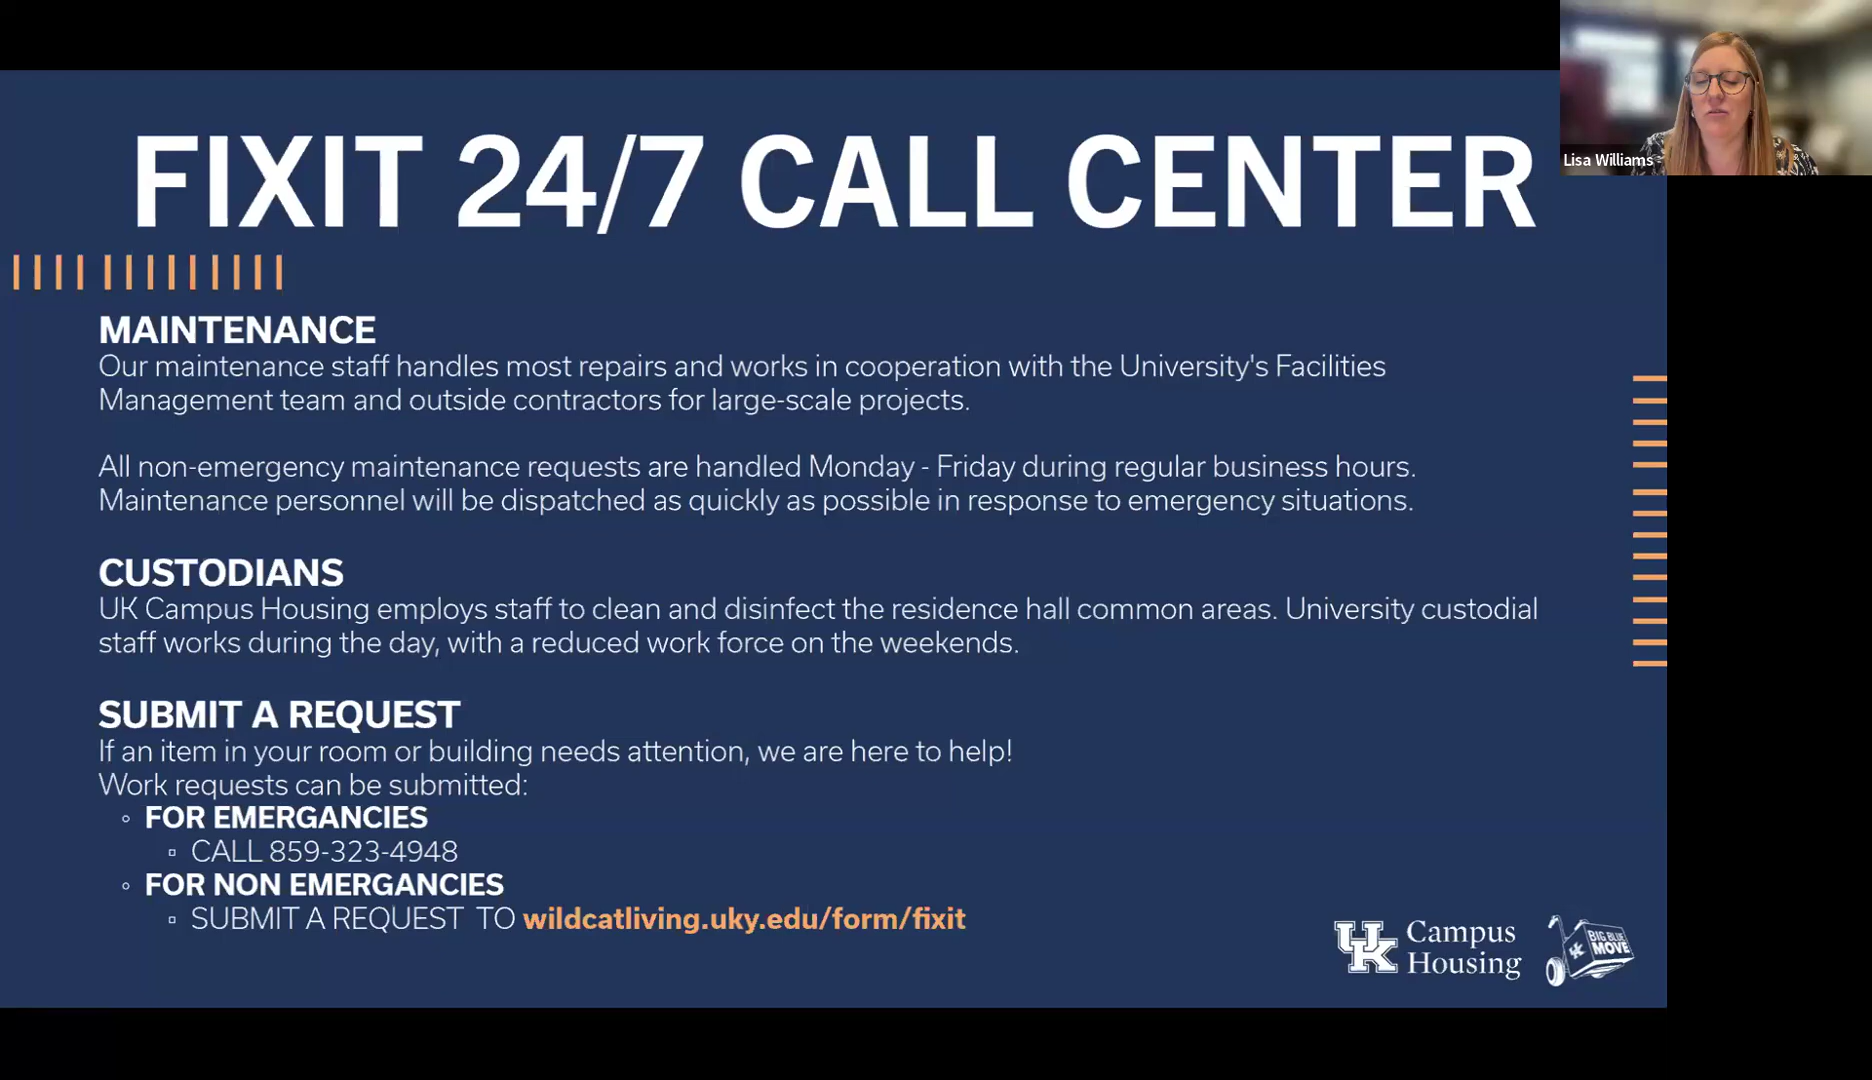 FIXIT 24/7 CALL CENTER
Lisa Williams
MAINTENANCE
Our maintenance staff handles most repairs and works in cooperation with the University's Facilities
Management team and outside contractors for large-scale projects.
All non-emergency maintenance requests are handled Monday - Friday during regular business hours.
Maintenance personnel will be dispatched as quickly as possible in response to emergency situations.
CUSTODIANS
UK Campus Housing employs staff to clean and disinfect the residence hall common areas. University custodial
staff works during the day, with a reduced work force on the weekends.
SUBMIT A REQUEST
If an item in your room or building needs attention, we are here to help!
Work requests can be submitted:
FOR EMERGANCIES
CALL 859-323-4948
FOR NON EMERGANCIES
SUBMIT A REQUEST TO wildcatliving.uky.edu/form/fixit
UK Campus
Housing
BIG BLUE
UK MOVE